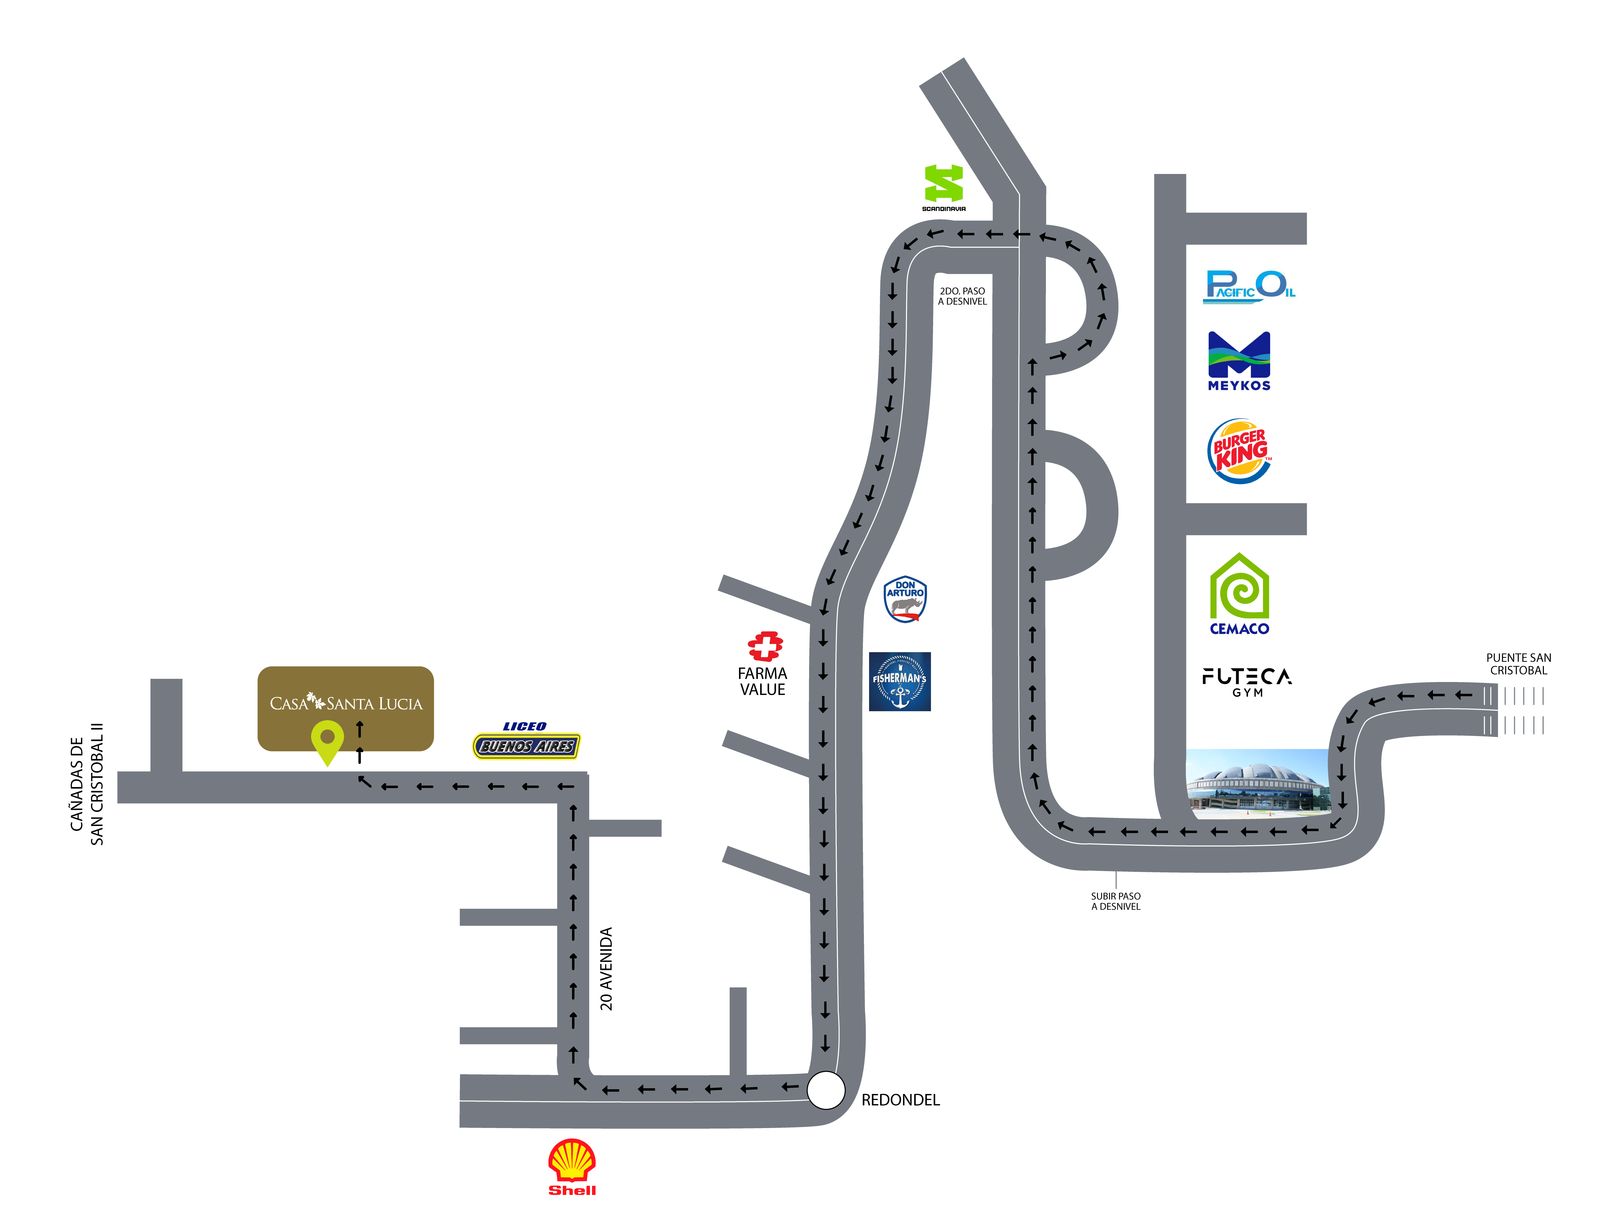 SCANDINAVIA
2DO. PASO
A DESNIVEL
PACIFIC OIL
MEYKOS
BURGER
KING™
CEMACO
FUTECA
GYM
PUENTE SAN
CRISTOBAL
SUBIR PASO
A DESNIVEL
DON
ARTURO
FISHERMAN'S
FARMA
VALUE
CASA SANTA LUCIA
LICEO
BUENOS AIRES
CAÑADAS DE
SAN CRISTOBAL II
20 AVENIDA
REDONDEL
Shell